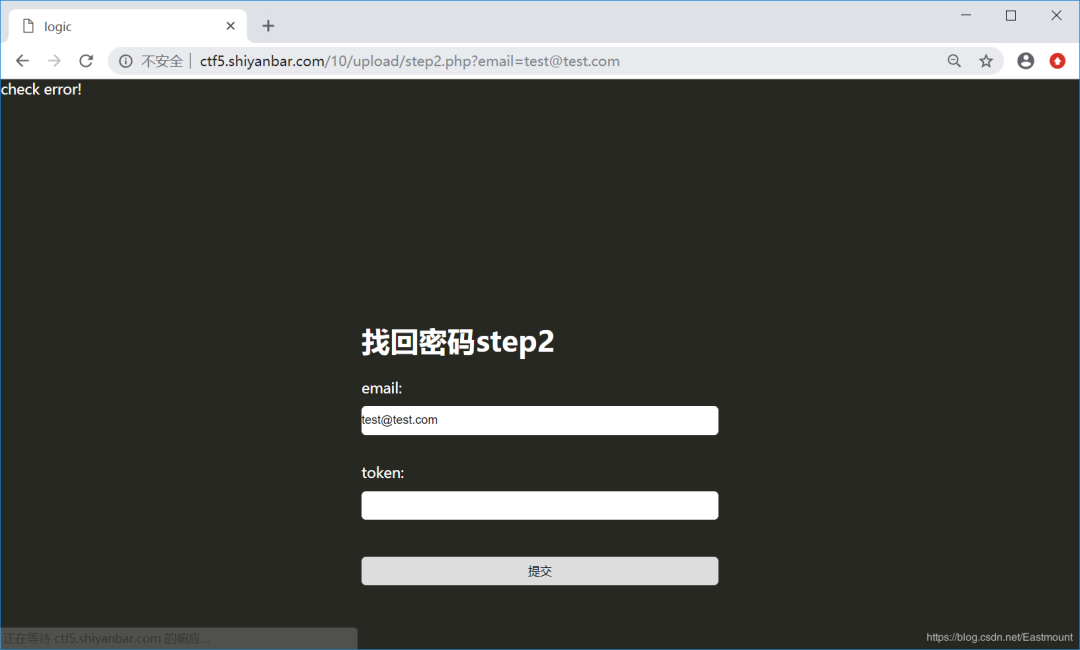 logic
不安全 ctf5.shiyanbar.com/10/upload/step2.php?email=test@test.com
check error!
找回密码step2
email:
test@test.com
token:
提交
正在等待 ctf5.shiyanbar.com 的响应...
https://blog.csdn.net/Eastmount